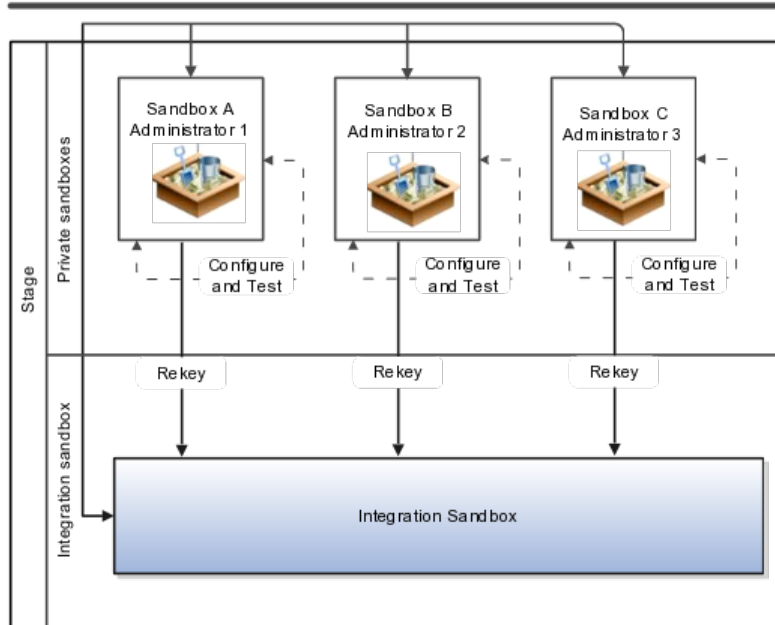 Stage
Private sandboxes
Sandbox A
Administrator 1
Sandbox B
Administrator 2
Sandbox C
Administrator 3
Configure
and Test
Configure
and Test
Configure
and Test
Integration sandbox
Rekey
Rekey
Rekey
Integration Sandbox